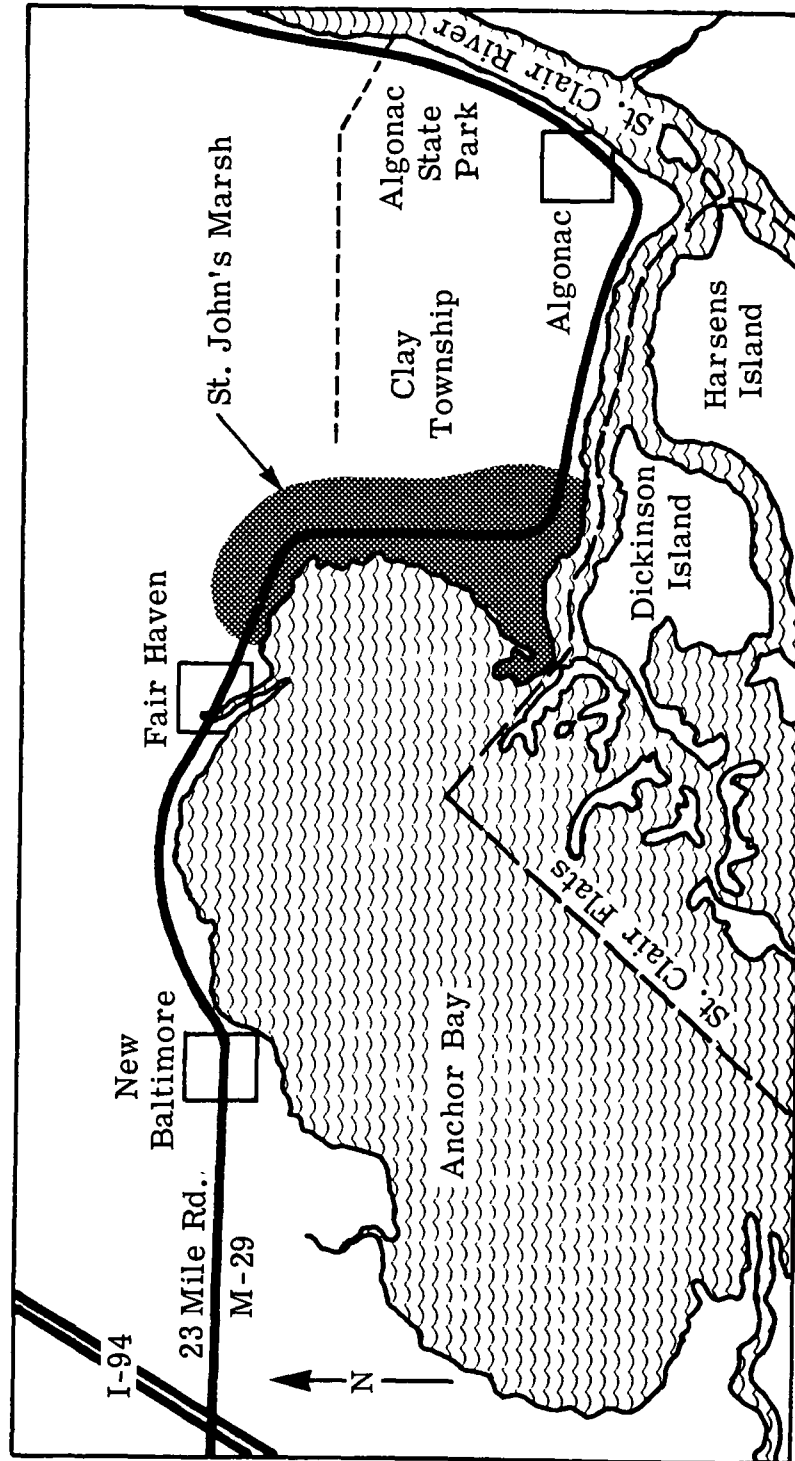 I-94
23 Mile Rd.
M-29
N
New
Baltimore
Anchor Bay
St. Clair Flats
Fair Haven
St. John's Marsh
Clay
Township
Algonac
State
Park
Algonac
St. Clair River
Dickinson
Island
Harsens
Island